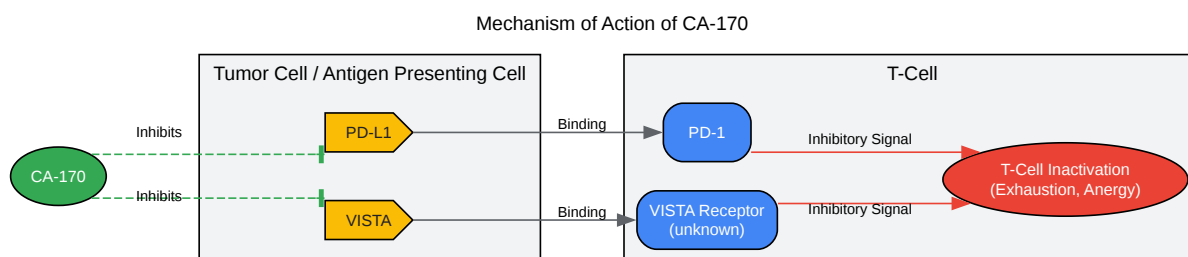 Mechanism of Action of CA-170
Tumor Cell / Antigen Presenting Cell
T-Cell
Inhibits
PD-L1
Binding
PD-1
Inhibitory Signal
CA-170
T-Cell Inactivation
(Exhaustion, Anergy)
Inhibits
VISTA
Binding
VISTA Receptor
(unknown)
Inhibitory Signal